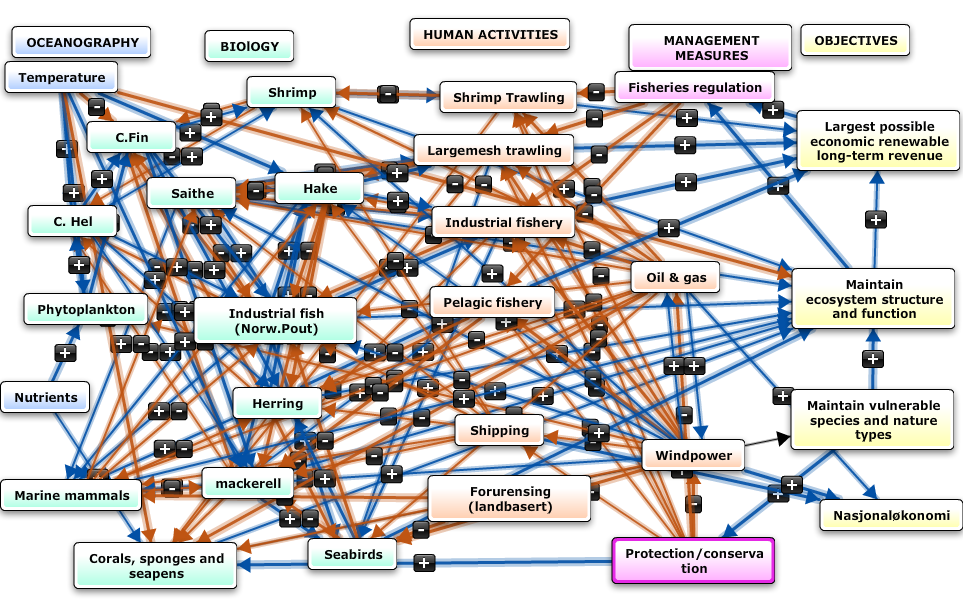 OCEANOGRAPHY
BIOlOGY
HUMAN ACTIVITIES
MANAGEMENT
MEASURES
OBJECTIVES
Temperature
Shrimp
Shrimp Trawling
Fisheries regulation
C.Fin
Largemesh trawling
Largest possible
economic renewable
long-term revenue
Saithe
Hake
C. Hel
Industrial fishery
Oil & gas
Maintain
ecosystem structure
and function
Phytoplankton
Industrial fish
(Norw.Pout)
Pelagic fishery
Nutrients
Herring
Shipping
Maintain vulnerable
species and nature
types
Windpower
Marine mammals
mackerell
Forurensing
(landbasert)
Nasjonaløkonomi
Corals, sponges and
seapens
Seabirds
Protection/conserva
tion